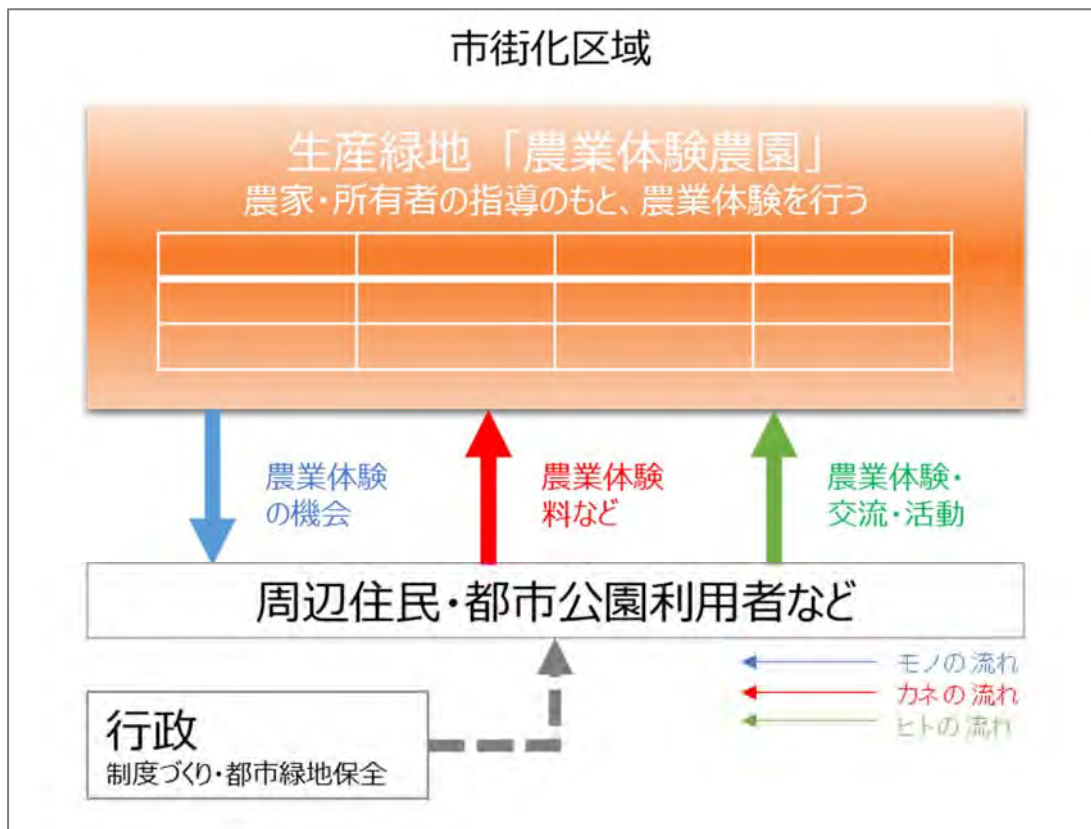 市街化区域
生産緑地 「農業体験農園」
農家・所有者の指導のもと、農業体験を行う
農業体験
の機会
農業体験
料など
農業体験・
交流・活動
周辺住民・都市公園利用者など
モノの流れ
カネの流れ
ヒトの流れ
行政
制度づくり・都市緑地保全